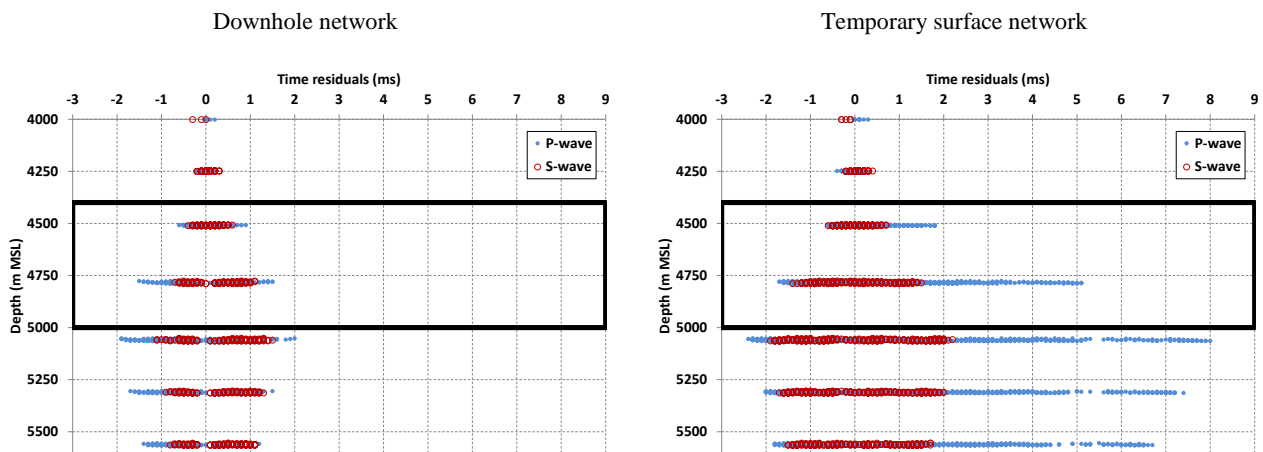 Downhole network
Temporary surface network
Time residuals (ms)
-3 -2 -1 0 1 2 3 4 5 6 7 8 9
4000
4250
4500
4750
5000
5250
5500
Depth (m MSL)
P-wave
S-wave
Time residuals (ms)
-3 -2 -1 0 1 2 3 4 5 6 7 8 9
4000
4250
4500
4750
5000
5250
5500
Depth (m MSL)
P-wave
S-wave